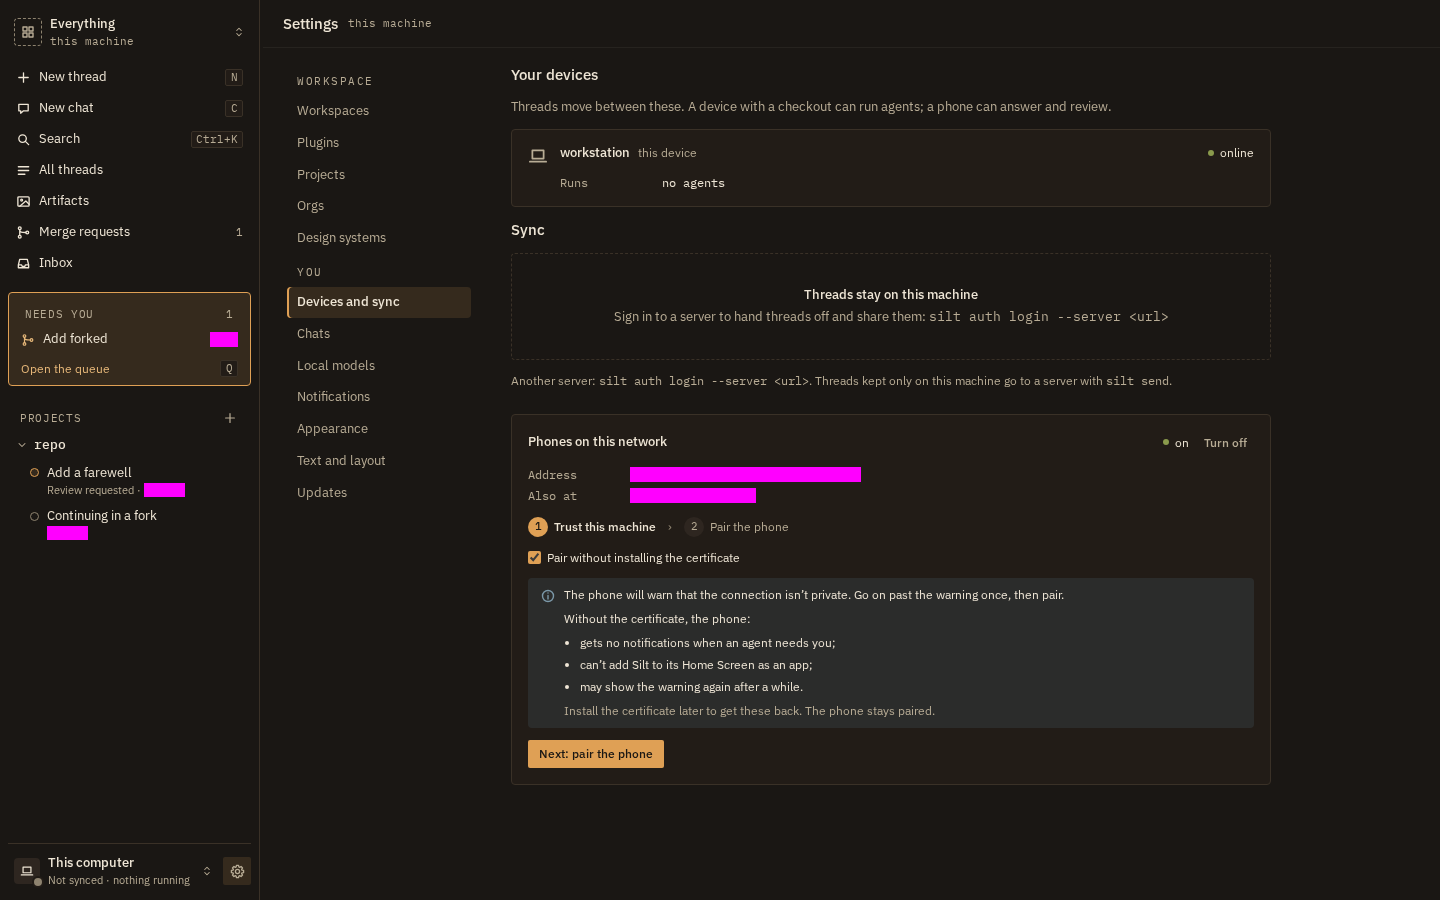 Everything
this machine
New thread N
New chat C
Search Ctrl+K
All threads
Artifacts
Merge requests 1
Inbox
NEEDS YOU 1
Add forked
Open the queue Q
PROJECTS
repo
Add a farewell
Review requested ·
Continuing in a fork
This computer
Not synced · nothing running
Settings this machine
WORKSPACE
Workspaces
Plugins
Projects
Orgs
Design systems
YOU
Devices and sync
Chats
Local models
Notifications
Appearance
Text and layout
Updates
Your devices
Threads move between these. A device with a checkout can run agents; a phone can answer and review.
workstation this device online
Runs no agents
Sync
Threads stay on this machine
Sign in to a server to hand threads off and share them: silt auth login --server <url>
Another server: silt auth login --server <url>. Threads kept only on this machine go to a server with silt send.
Phones on this network on Turn off
Address
Also at
1 Trust this machine › 2 Pair the phone
Pair without installing the certificate
The phone will warn that the connection isn’t private. Go on past the warning once, then pair.
Without the certificate, the phone:
• gets no notifications when an agent needs you;
• can’t add Silt to its Home Screen as an app;
• may show the warning again after a while.
Install the certificate later to get these back. The phone stays paired.
Next: pair the phone